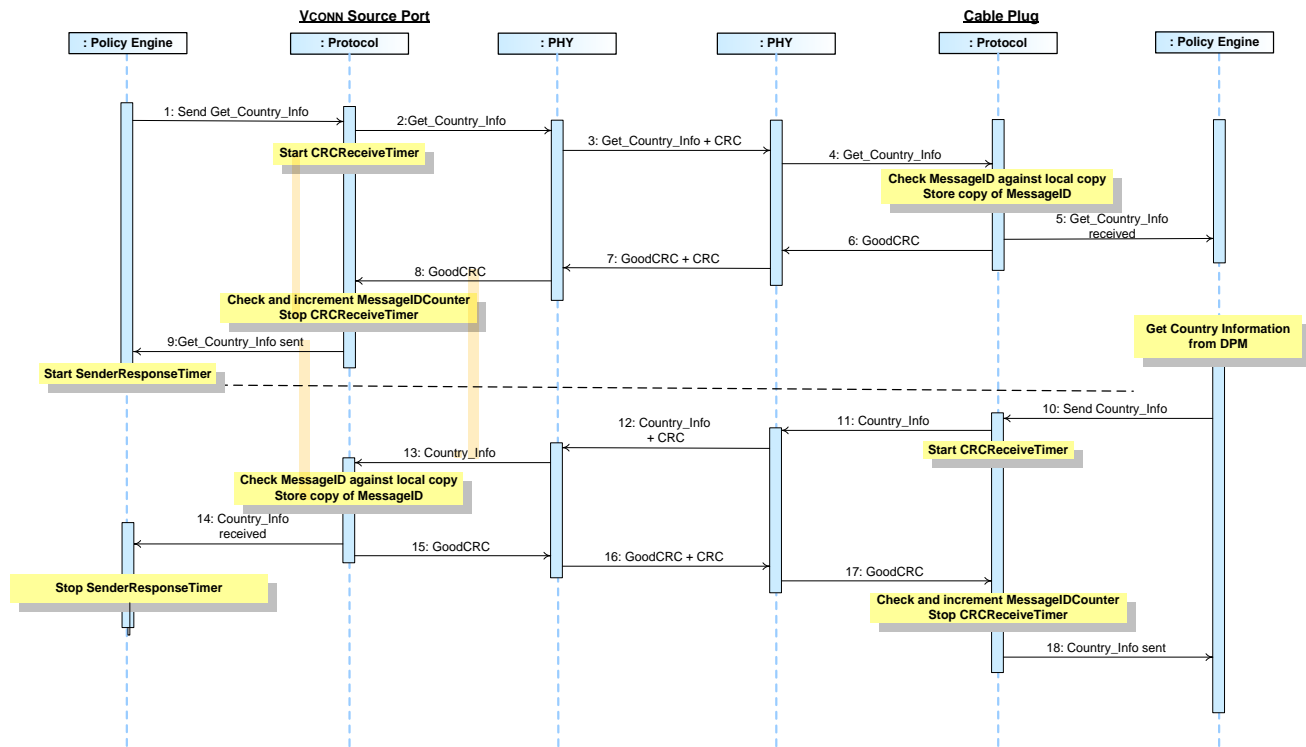 VCONN Source Port
Cable Plug
: Policy Engine
: Protocol
: PHY
: PHY
: Protocol
: Policy Engine
1: Send Get_Country_Info
2:Get_Country_Info
Start CRCReceiveTimer
3: Get_Country_Info + CRC
4: Get_Country_Info
Check MessageID against local copy
Store copy of MessageID
5: Get_Country_Info
received
6: GoodCRC
7: GoodCRC + CRC
8: GoodCRC
Check and increment MessageIDCounter
Stop CRCReceiveTimer
9:Get_Country_Info sent
Start SenderResponseTimer
Get Country Information
from DPM
10: Send Country_Info
11: Country_Info
Start CRCReceiveTimer
12: Country_Info
+ CRC
13: Country_Info
Check MessageID against local copy
Store copy of MessageID
14: Country_Info
received
15: GoodCRC
16: GoodCRC + CRC
17: GoodCRC
Stop SenderResponseTimer
Check and increment MessageIDCounter
Stop CRCReceiveTimer
18: Country_Info sent